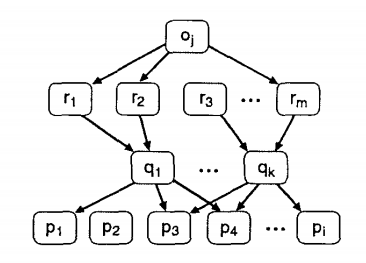 oj
r1 r2 r3 ... rm
q1 ... qk
p1 p2 p3 p4 ... pi